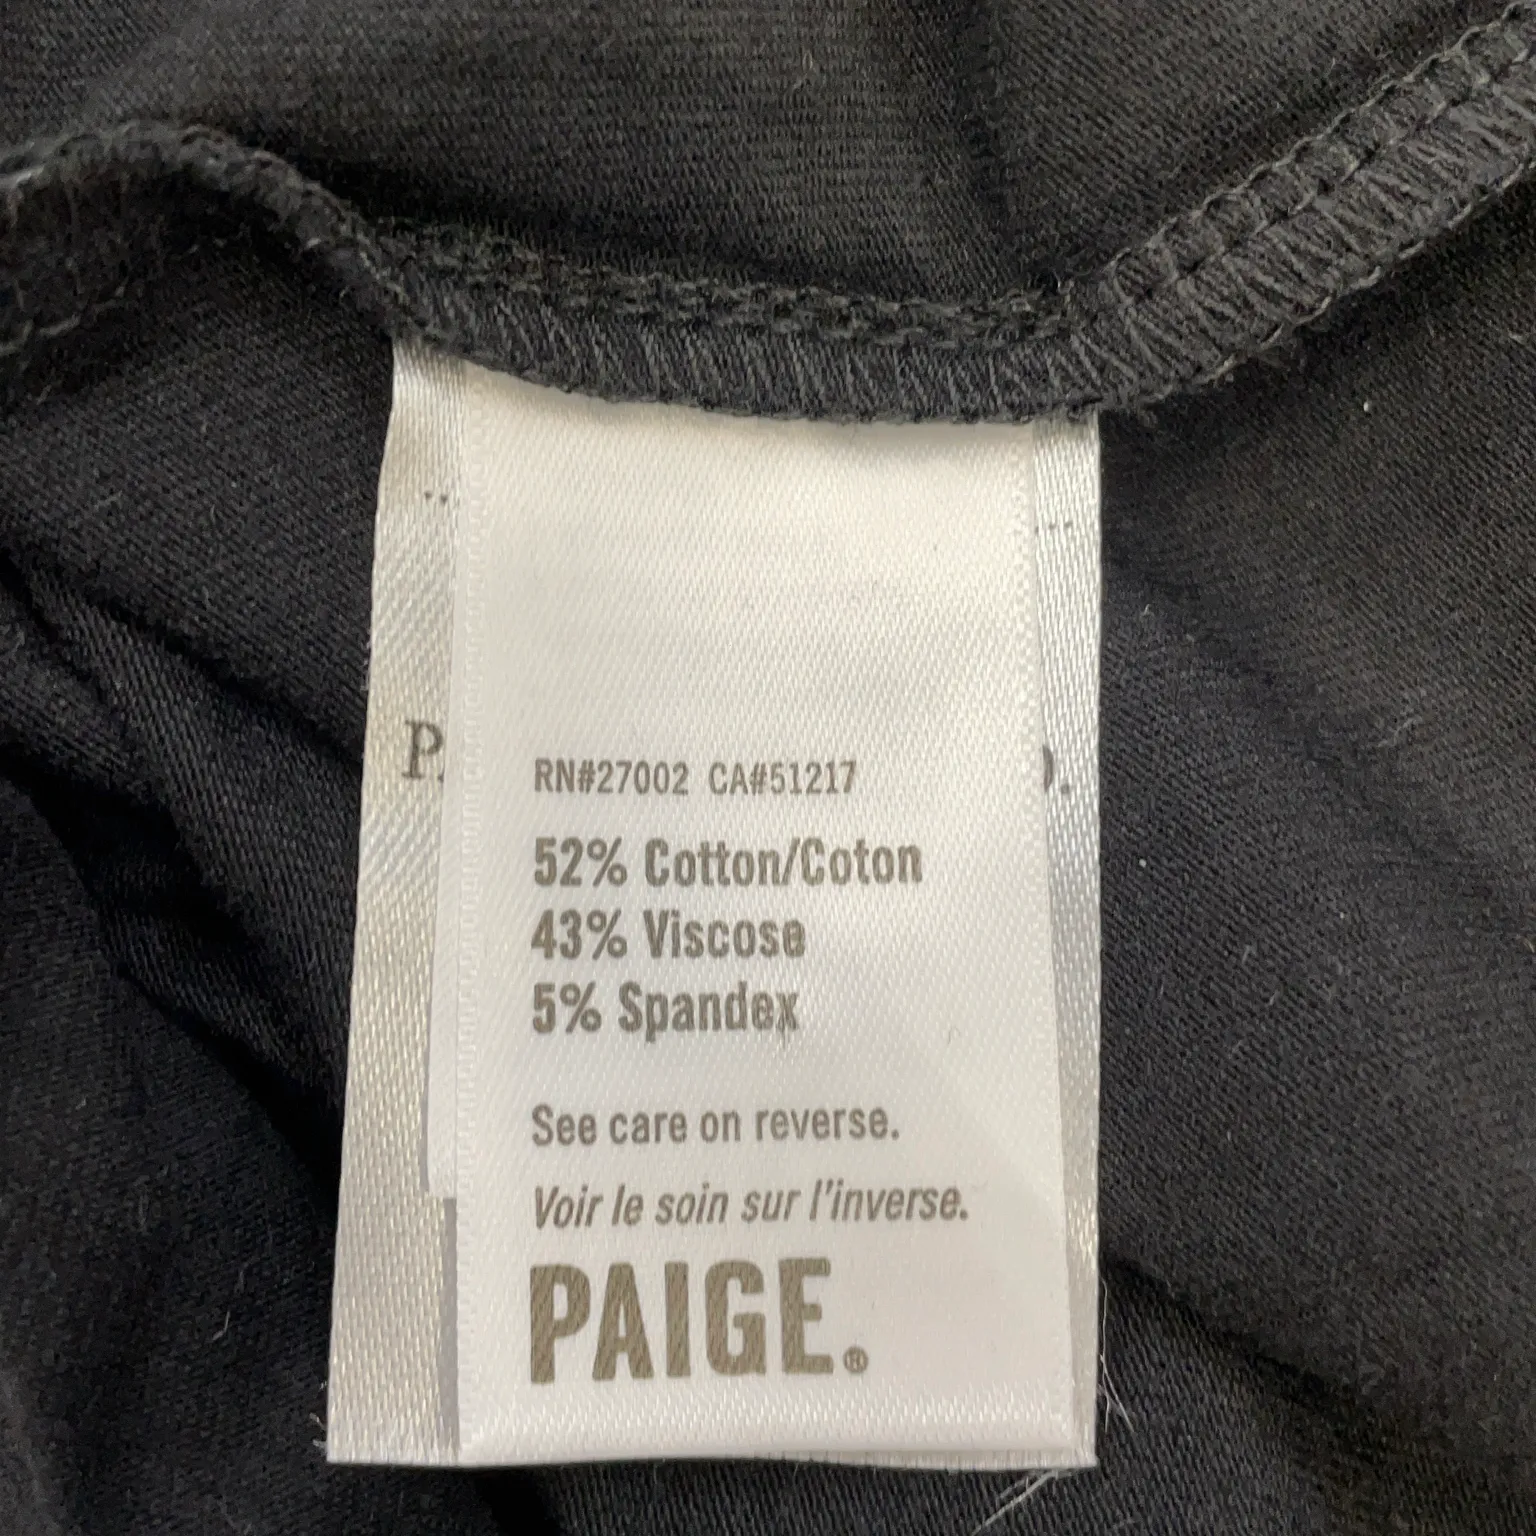 RN#27002 CA#51217
52% Cotton/Coton
43% Viscose
5% Spandex
See care on reverse.
Voir le soin sur l'inverse.
PAIGE.®